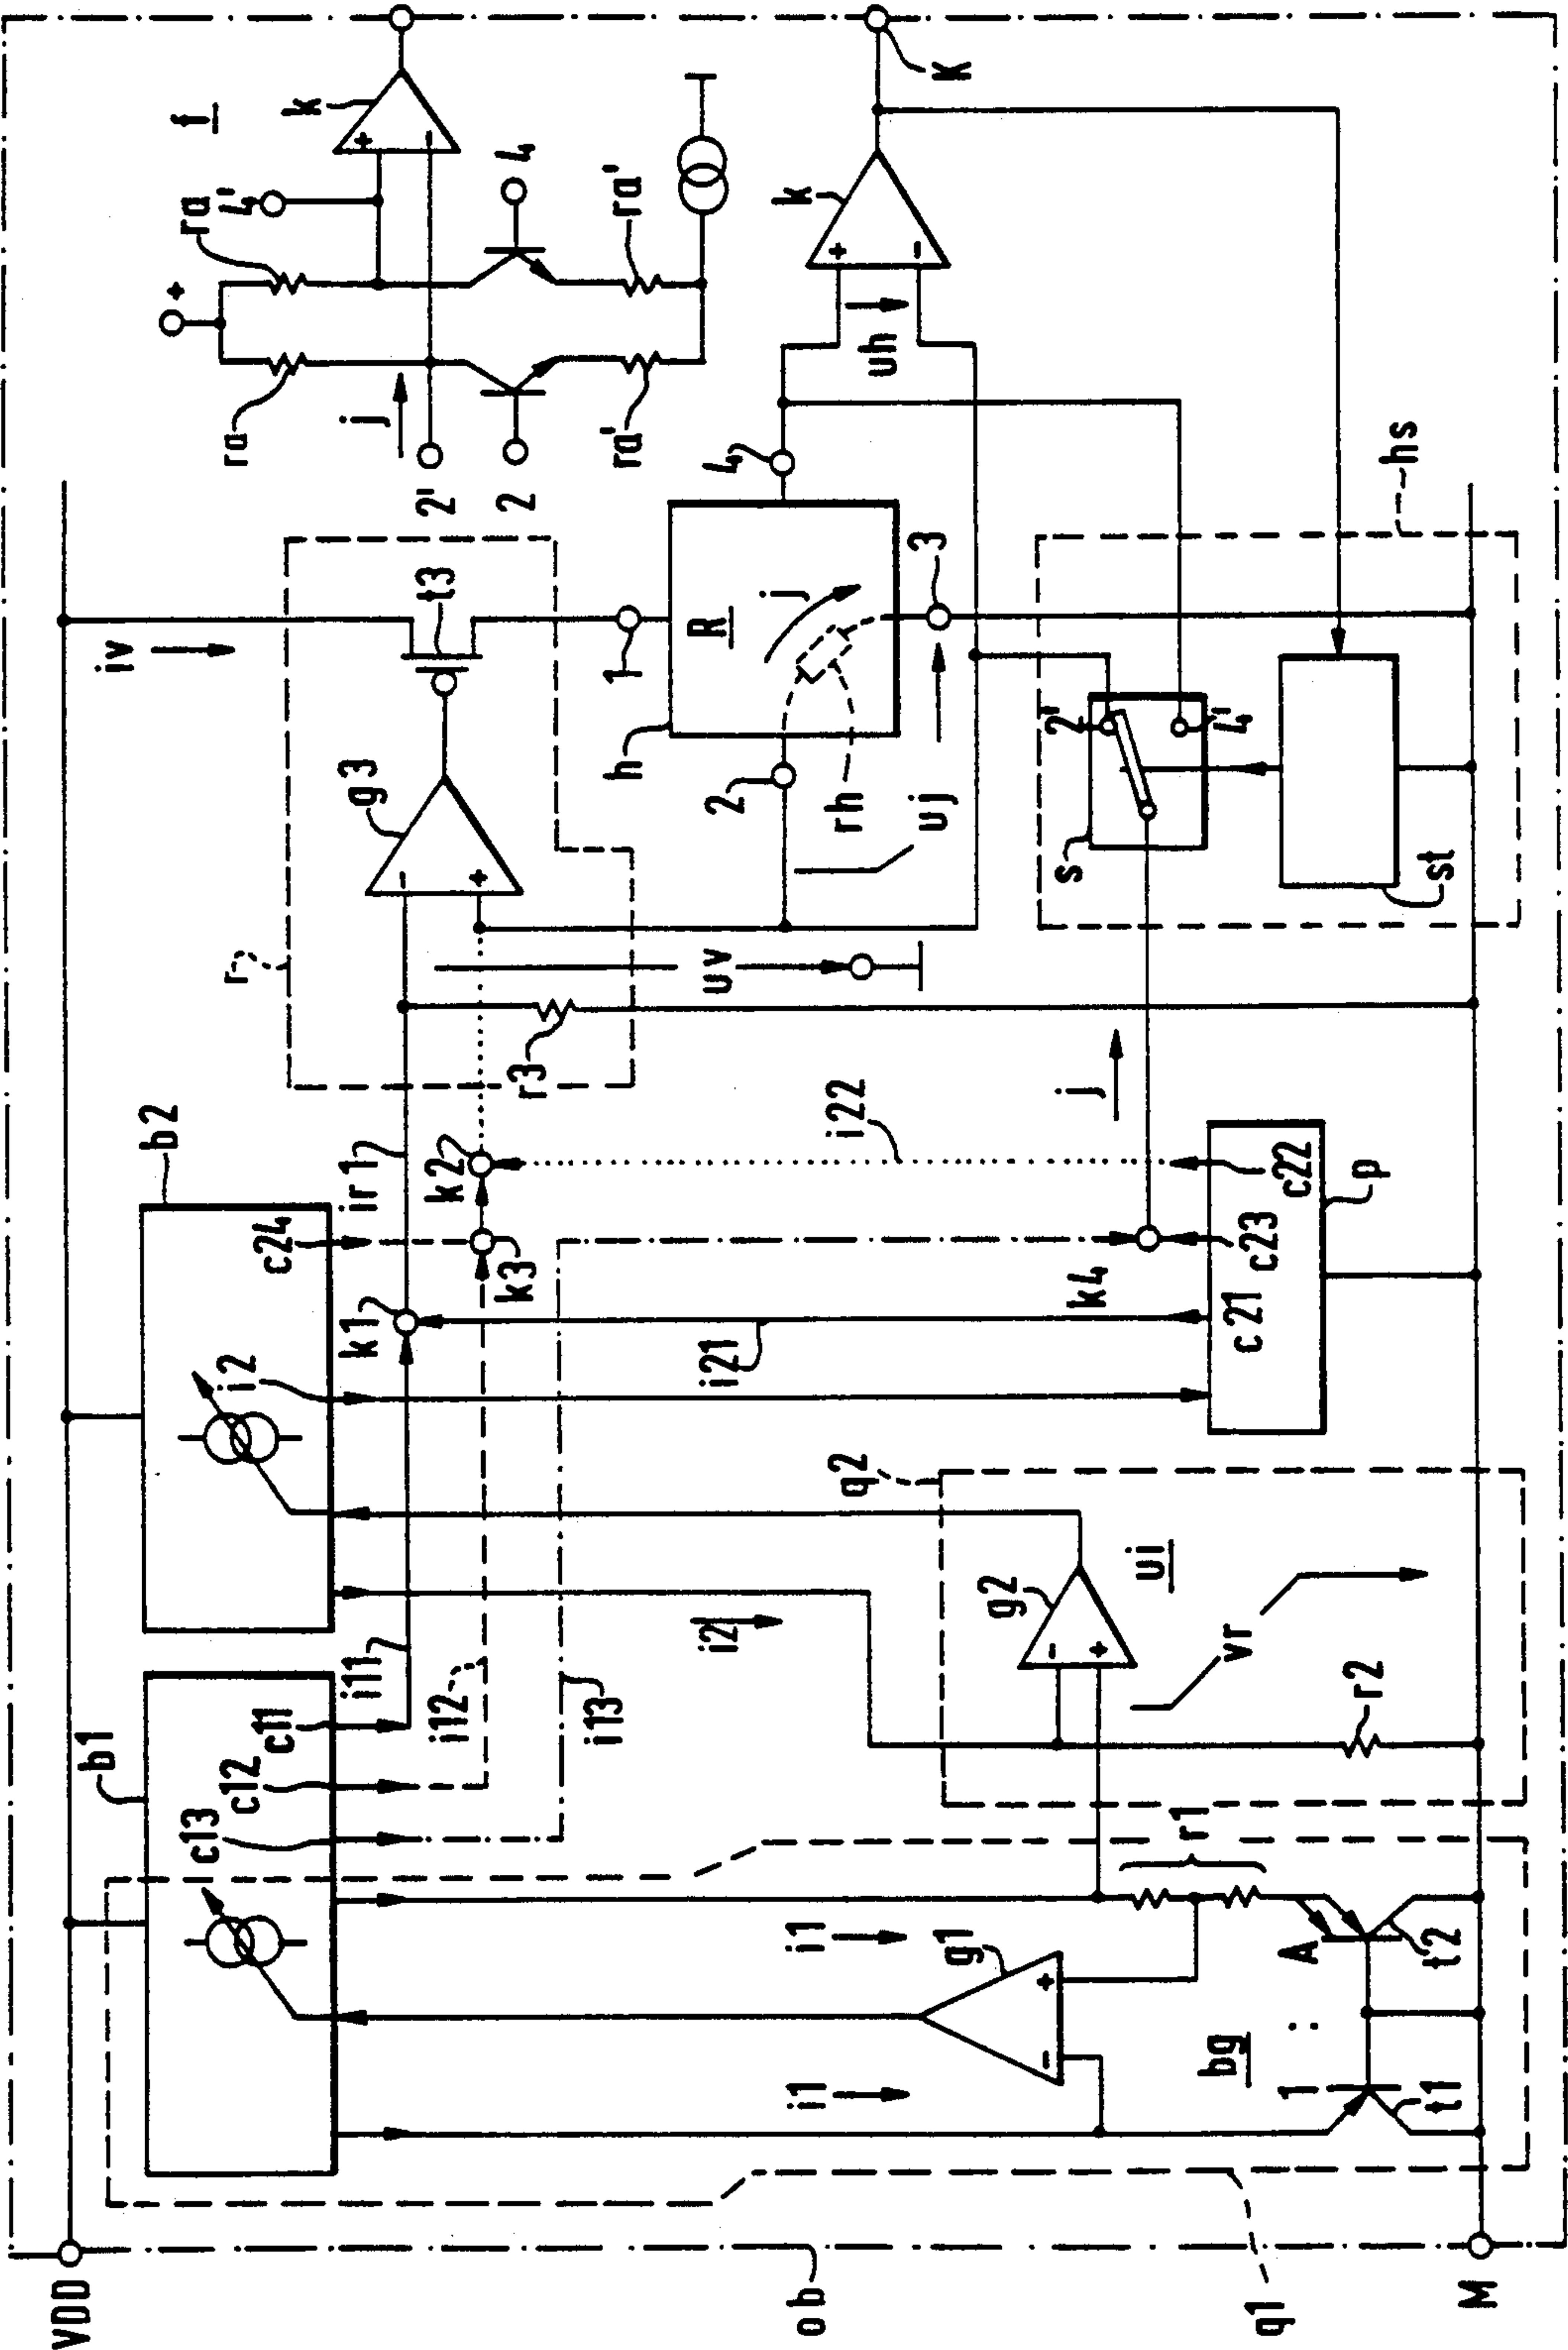 VDD
b1
b2
iv
r
g3
t3
ra
ra
+
4'
f
k
+
-
c13
c12
c11
i11
i2
c24
k1
ir1
k2
k3
r3
-
+
uv
1
h
R
j
2
rh
uj
3
4
j
2'
2
ra'
ra'
4
uh
k
+
-
K
i12
i13
i2
i21
i22
j
k4
c21
c23
c22
p
s
2'
4'
st
hs
i1
i1
g1
-
+
bg
1
:
A
t1
t2
r1
q2
g2
-
+
ui
vr
r2
ob
q1
M